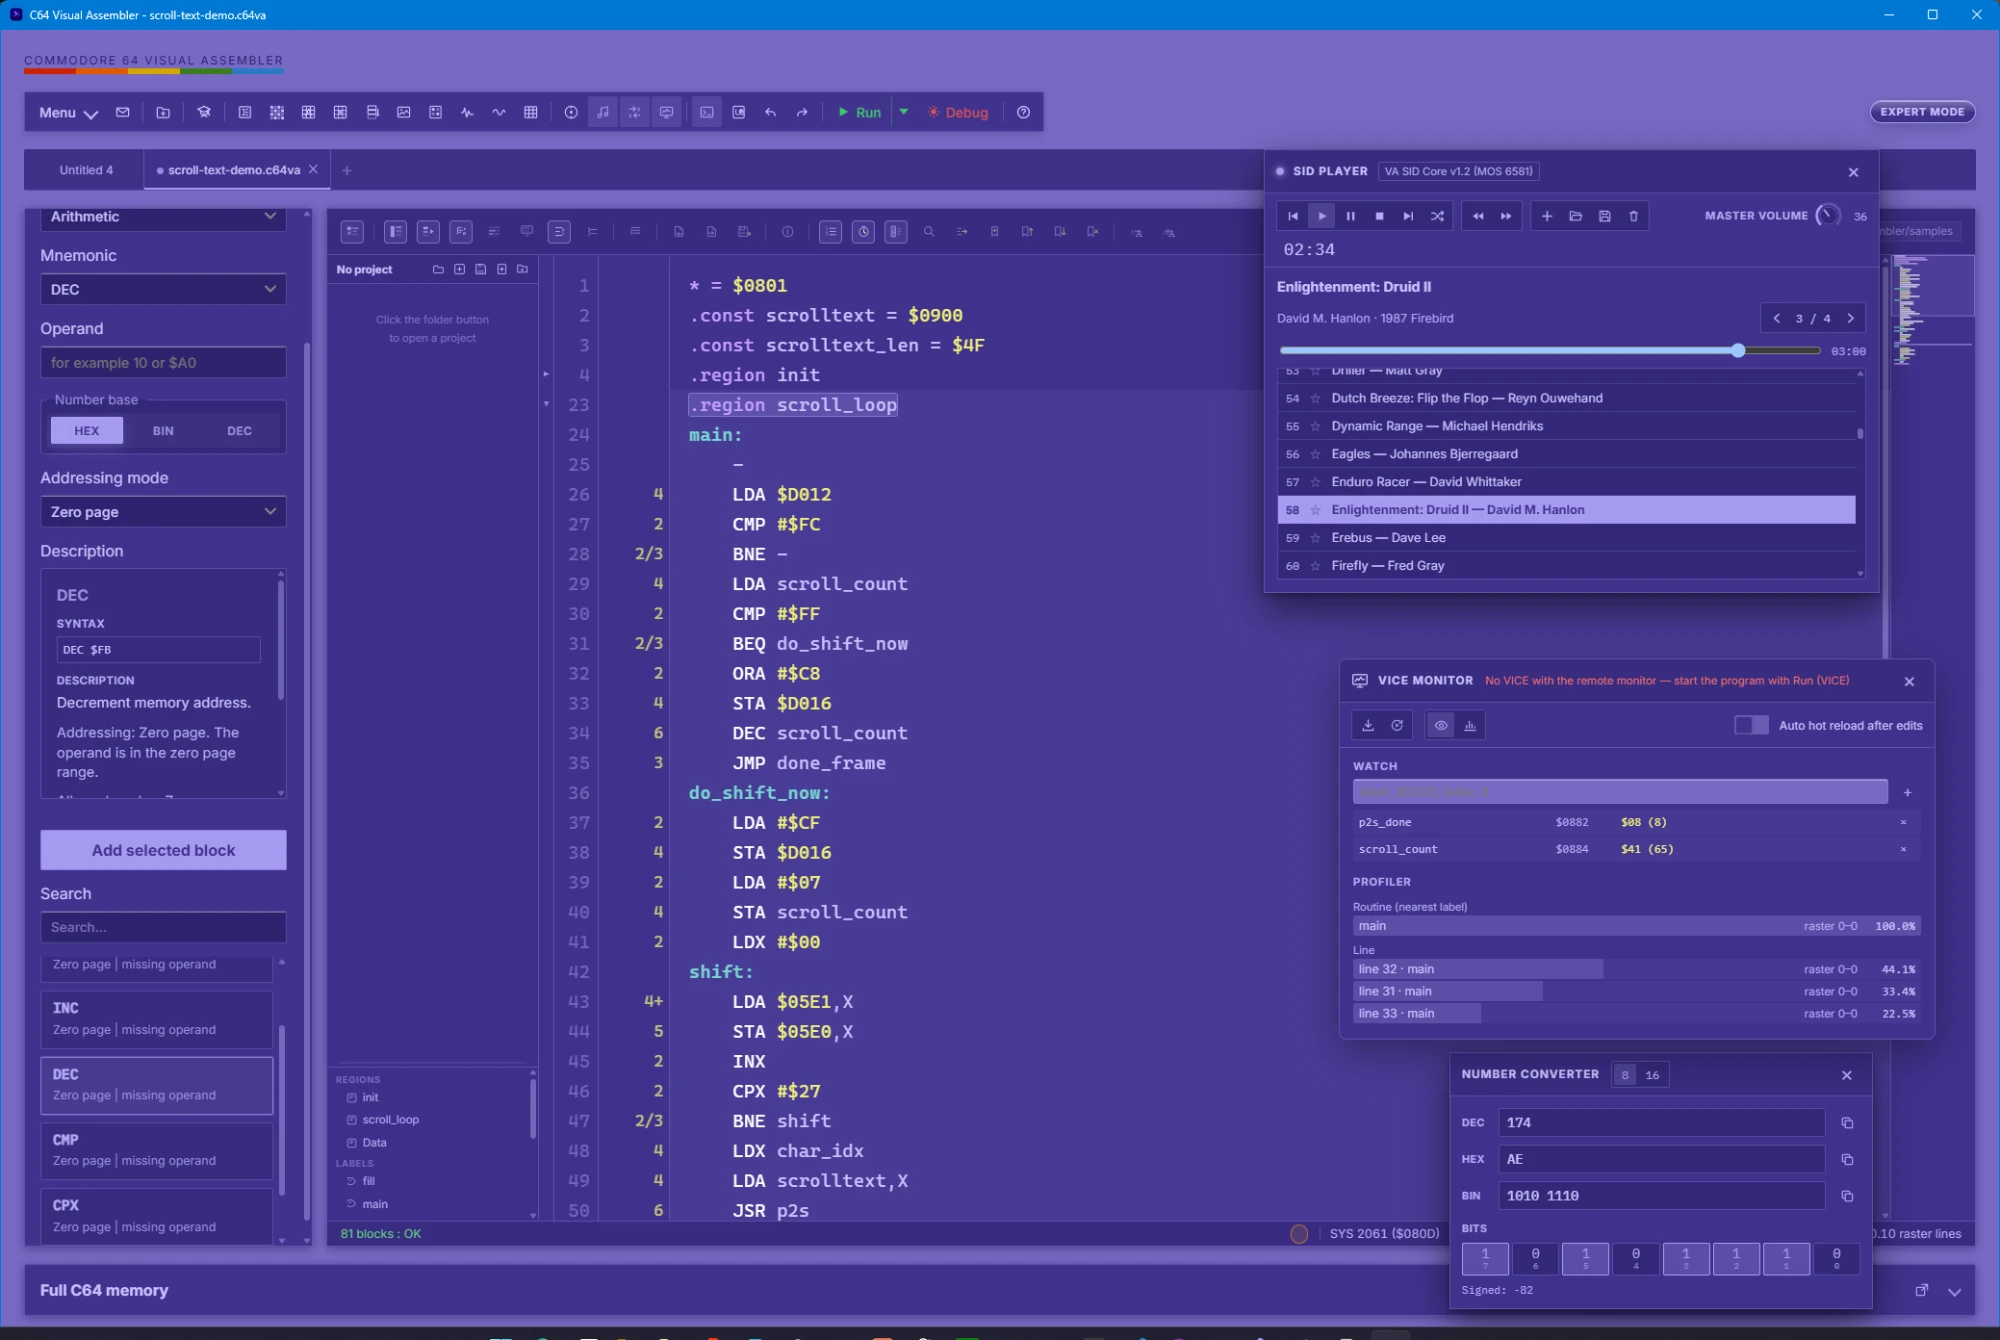 C64 Visual Assembler - scroll-text-demo.c64va
COMMODORE 64 VISUAL ASSEMBLER
Menu
Run
Debug
EXPERT MODE
Untitled 4
scroll-text-demo.c64va
Arithmetic
Mnemonic
DEC
Operand
for example 10 or $A0
Number base
HEX BIN DEC
Addressing mode
Zero page
Description
DEC
SYNTAX
DEC $FB
DESCRIPTION
Decrement memory address.
Addressing: Zero page. The
operand is in the zero page
range.
Add selected block
Search
Search...
Zero page | missing operand
INC
Zero page | missing operand
DEC
Zero page | missing operand
CMP
Zero page | missing operand
CPX
Zero page | missing operand
No project
Click the folder button
to open a project
REGIONS
init
scroll_loop
Data
LABELS
fill
main
1 * = $0801
2 .const scrolltext = $0900
3 .const scrolltext_len = $4F
4 .region init
23 .region scroll_loop
24 main:
25 -
26 4 LDA $D012
27 2 CMP #$FC
28 2/3 BNE -
29 4 LDA scroll_count
30 2 CMP #$FF
31 2/3 BEQ do_shift_now
32 2 ORA #$C8
33 4 STA $D016
34 6 DEC scroll_count
35 3 JMP done_frame
36 do_shift_now:
37 2 LDA #$CF
38 4 STA $D016
39 2 LDA #$07
40 4 STA scroll_count
41 2 LDX #$00
42 shift:
43 4+ LDA $05E1,X
44 5 STA $05E0,X
45 2 INX
46 2 CPX #$27
47 2/3 BNE shift
48 4 LDX char_idx
49 4 LDA scrolltext,X
50 6 JSR p2s
81 blocks : OK
SYS 2061 ($080D)
0.10 raster lines
mbler/samples
SID PLAYER VA SID Core v1.2 (MOS 6581)
MASTER VOLUME 36
02:34
Enlightenment: Druid II
David M. Hanlon · 1987 Firebird
3 / 4
03:00
53 Driller — Matt Gray
54 Dutch Breeze: Flip the Flop — Reyn Ouwehand
55 Dynamic Range — Michael Hendriks
56 Eagles — Johannes Bjerregaard
57 Enduro Racer — David Whittaker
58 Enlightenment: Druid II — David M. Hanlon
59 Erebus — Dave Lee
60 Firefly — Fred Gray
VICE MONITOR No VICE with the remote monitor — start the program with Run (VICE)
Auto hot reload after edits
WATCH
p2s_done $0882 $08 (8)
scroll_count $0884 $41 (65)
PROFILER
Routine (nearest label)
main raster 0–0 100.0%
Line
line 32 · main raster 0–0 44.1%
line 31 · main raster 0–0 33.4%
line 33 · main raster 0–0 22.5%
NUMBER CONVERTER 8 16
DEC 174
HEX AE
BIN 1010 1110
BITS
1 0 1 0 1 1 1 0
7 6 5 4 3 2 1 0
Signed: -82
Full C64 memory